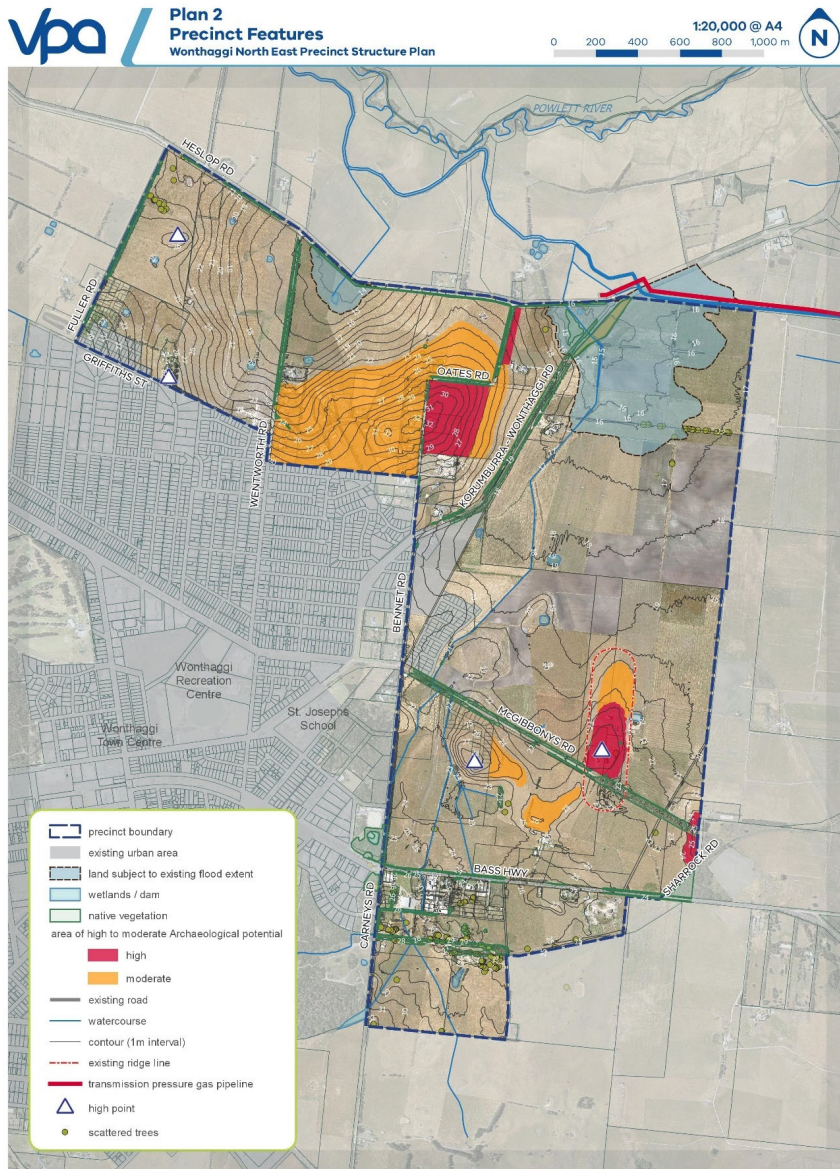 vpa
Plan 2
Precinct Features
Wonthaggi North East Precinct Structure Plan
1:20,000 @ A4
0 200 400 600 800 1,000 m
N
POWLETT RIVER
HESLOP RD
FULLER RD
GRIFFITHS ST
WENTWORTH RD
OATES RD
KORUMBURRA - WONTHAGGI RD
BENNET RD
Wonthaggi
Recreation
Centre
St. Josephs
School
Wonthaggi
Town Centre
McGIBBONYS RD
BASS HWY
SHARROCK RD
CARNEYS RD
precinct boundary
existing urban area
land subject to existing flood extent
wetlands / dam
native vegetation
area of high to moderate Archaeological potential
high
moderate
existing road
watercourse
contour (1m interval)
existing ridge line
transmission pressure gas pipeline
high point
scattered trees